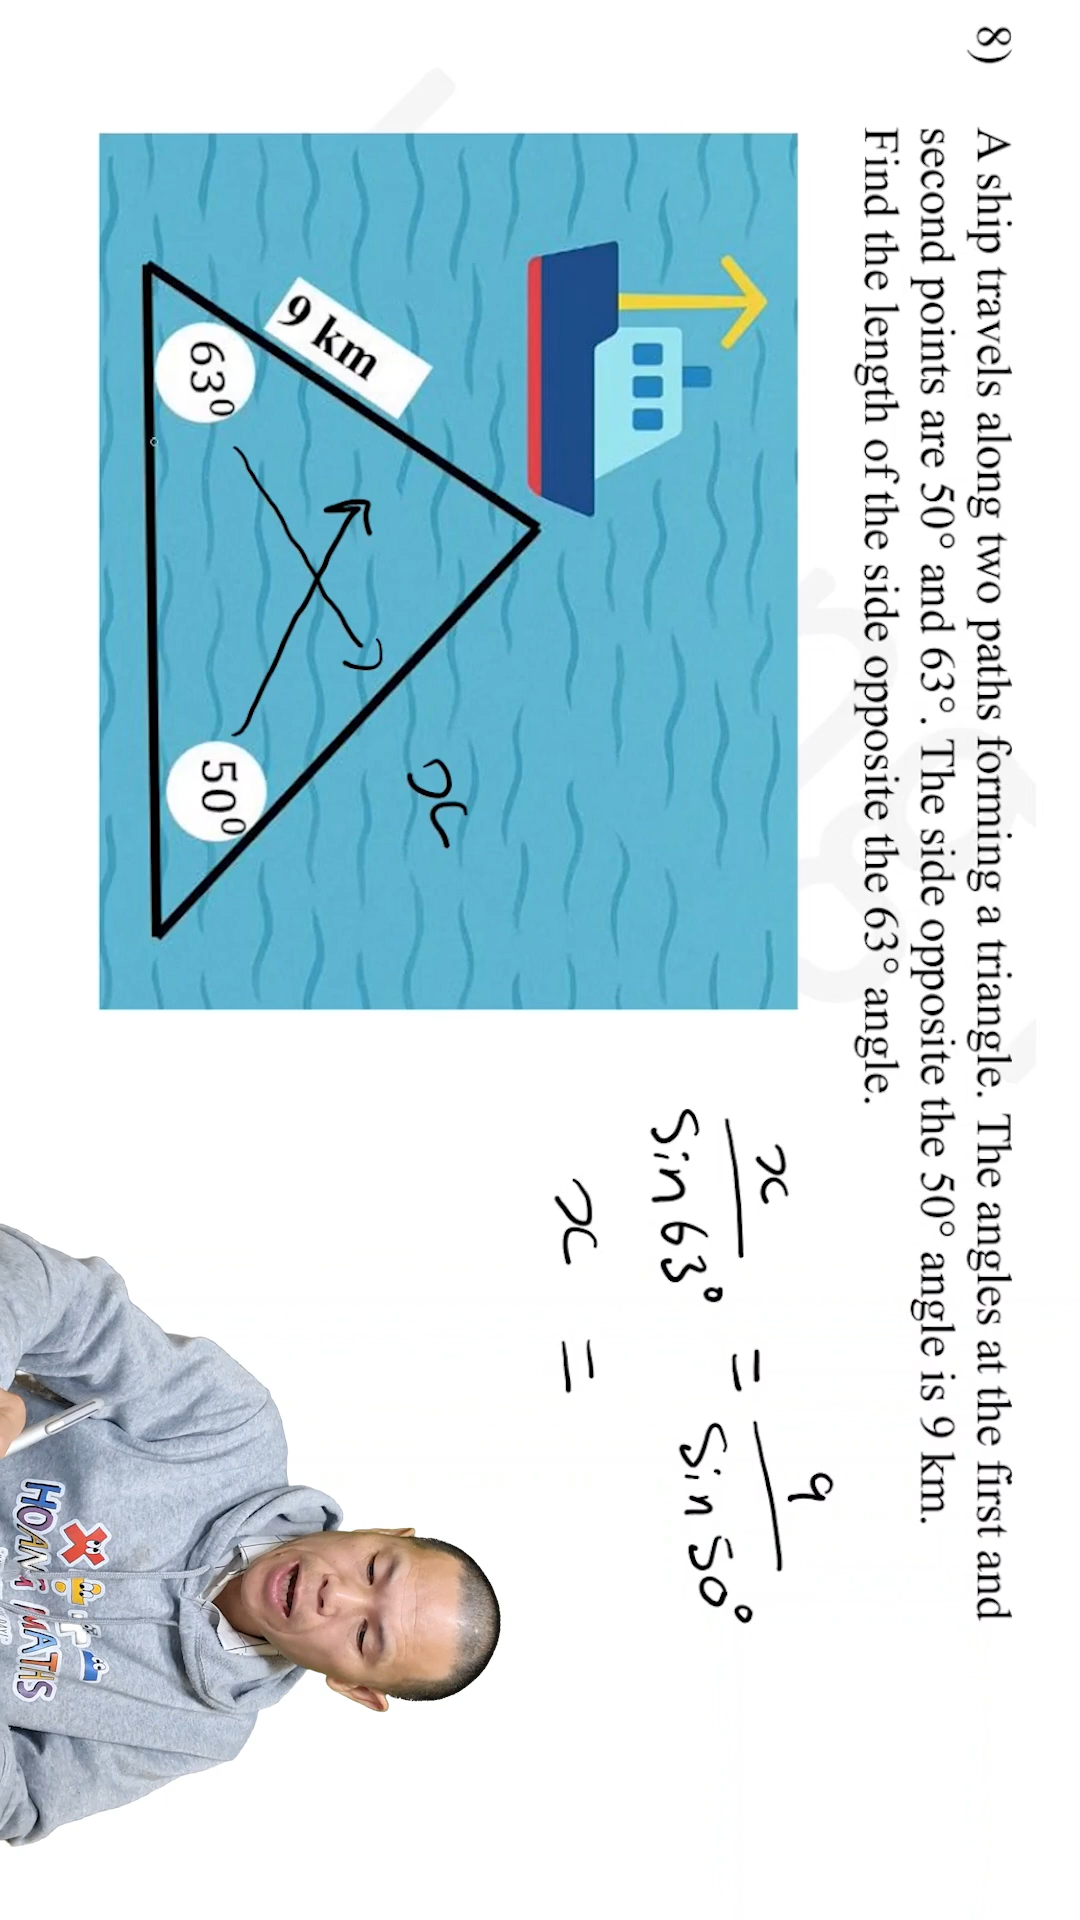 8) A ship travels along two paths forming a triangle. The angles at the first and
second points are 50° and 63°. The side opposite the 50° angle is 9 km.
Find the length of the side opposite the 63° angle.
9 km
63⁰
50⁰
x
x/sin 63° = 9/sin 50°
x =
HOANG MATHS